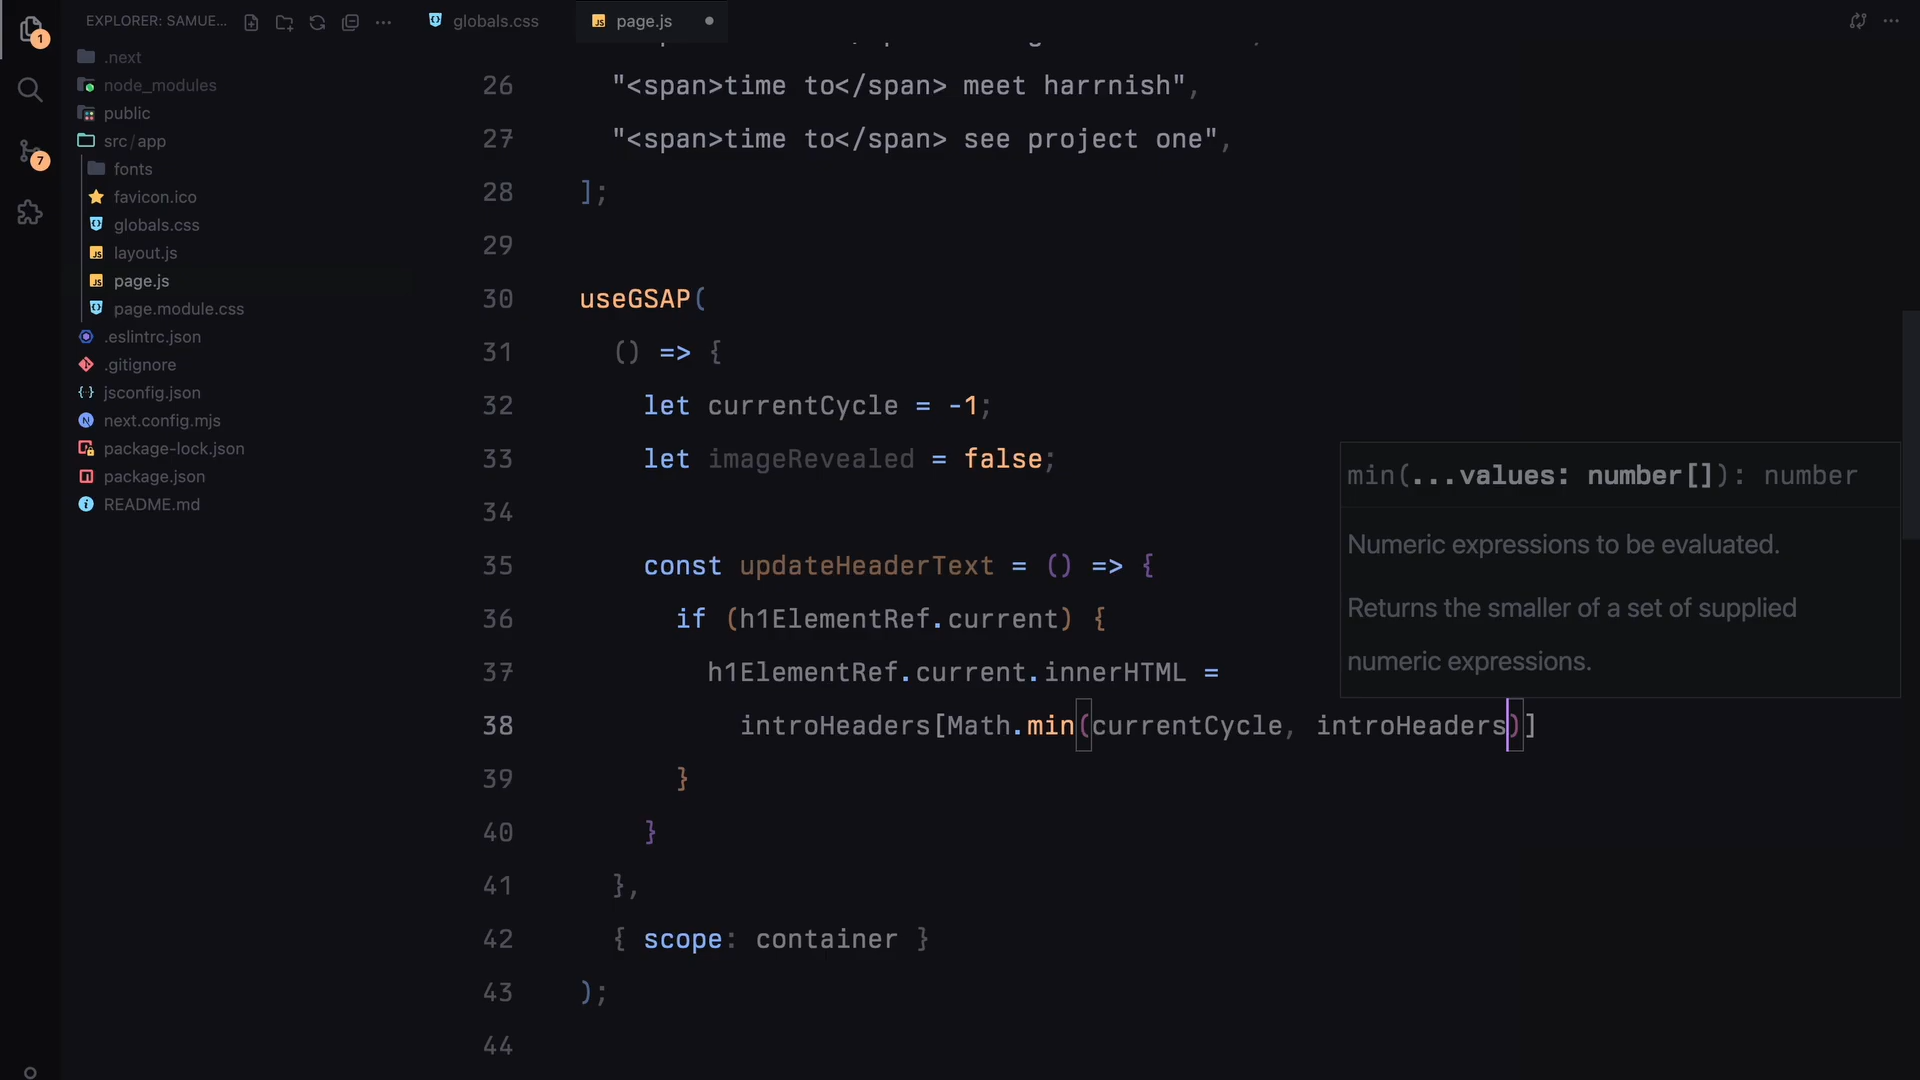 EXPLORER: SAMUE...
1
7
.next
node_modules
public
src/app
fonts
favicon.ico
globals.css
layout.js
page.js
page.module.css
.eslintrc.json
.gitignore
jsconfig.json
next.config.mjs
package-lock.json
package.json
README.md
globals.css
page.js
26 "<span>time to</span> meet harrnish",
27 "<span>time to</span> see project one",
28 ];
29
30 useGSAP(
31 () => {
32 let currentCycle = -1;
33 let imageRevealed = false;
34
35 const updateHeaderText = () => {
36 if (h1ElementRef.current) {
37 h1ElementRef.current.innerHTML =
38 introHeaders[Math.min(currentCycle, introHeaders)]
39 }
40 }
41 },
42 { scope: container }
43 );
44
min(...values: number[]): number
Numeric expressions to be evaluated.
Returns the smaller of a set of supplied
numeric expressions.